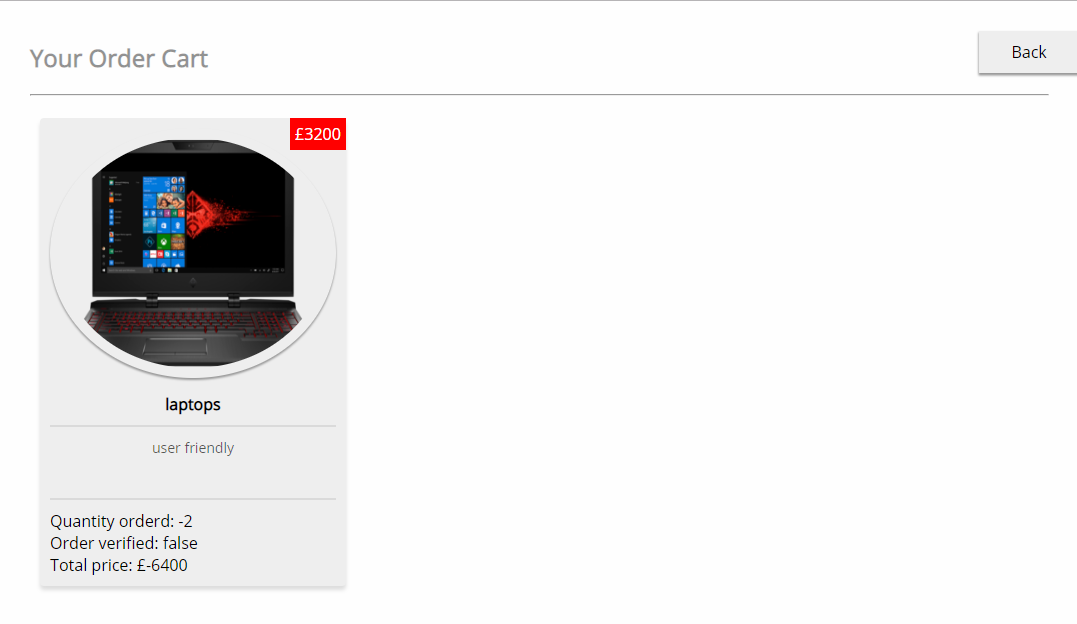 Your Order Cart
Back
£3200
laptops
user friendly
Quantity orderd: -2
Order verified: false
Total price: £-6400